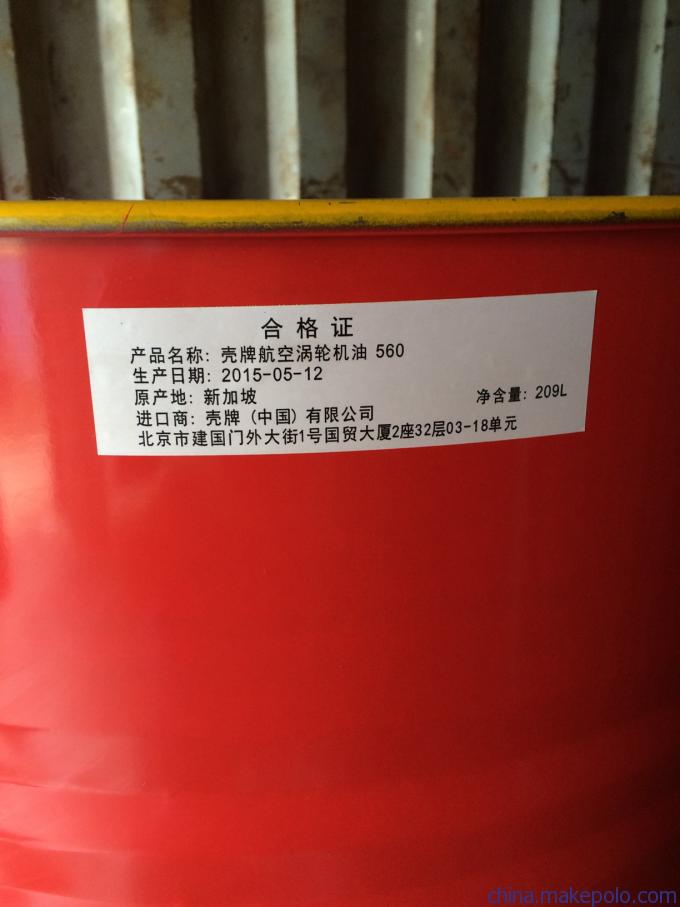 合格证
产品名称: 壳牌航空涡轮机油 560
生产日期: 2015-05-12
原产地: 新加坡
净含量: 209L
进口商: 壳牌 (中国) 有限公司
北京市建国门外大街1号国贸大厦2座32层03-18单元
china.makepolo.com